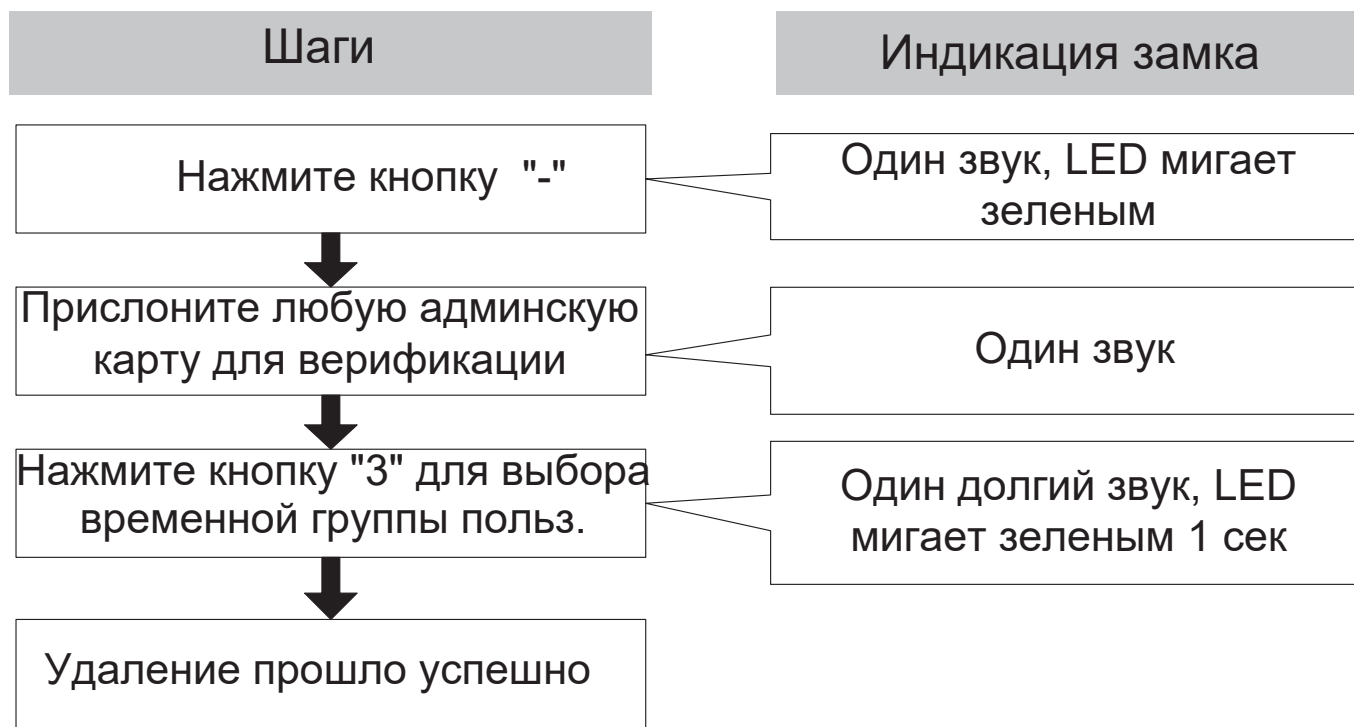 Шаги
Индикация замка
Нажмите кнопку "-"
Один звук, LED мигает
зеленым
Прислоните любую админскую
карту для верификации
Один звук
Нажмите кнопку "3" для выбора
временной группы польз.
Один долгий звук, LED
мигает зеленым 1 сек
Удаление прошло успешно